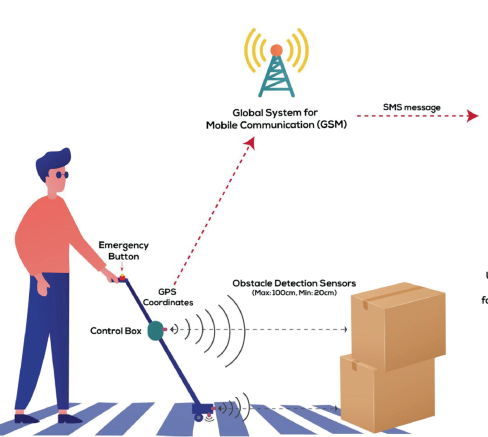 Global System for
Mobile Communication (GSM)
SMS message
Emergency
Button
GPS
Coordinates
Obstacle Detection Sensors
(Max:100cm, Min:20cm)
Control Box